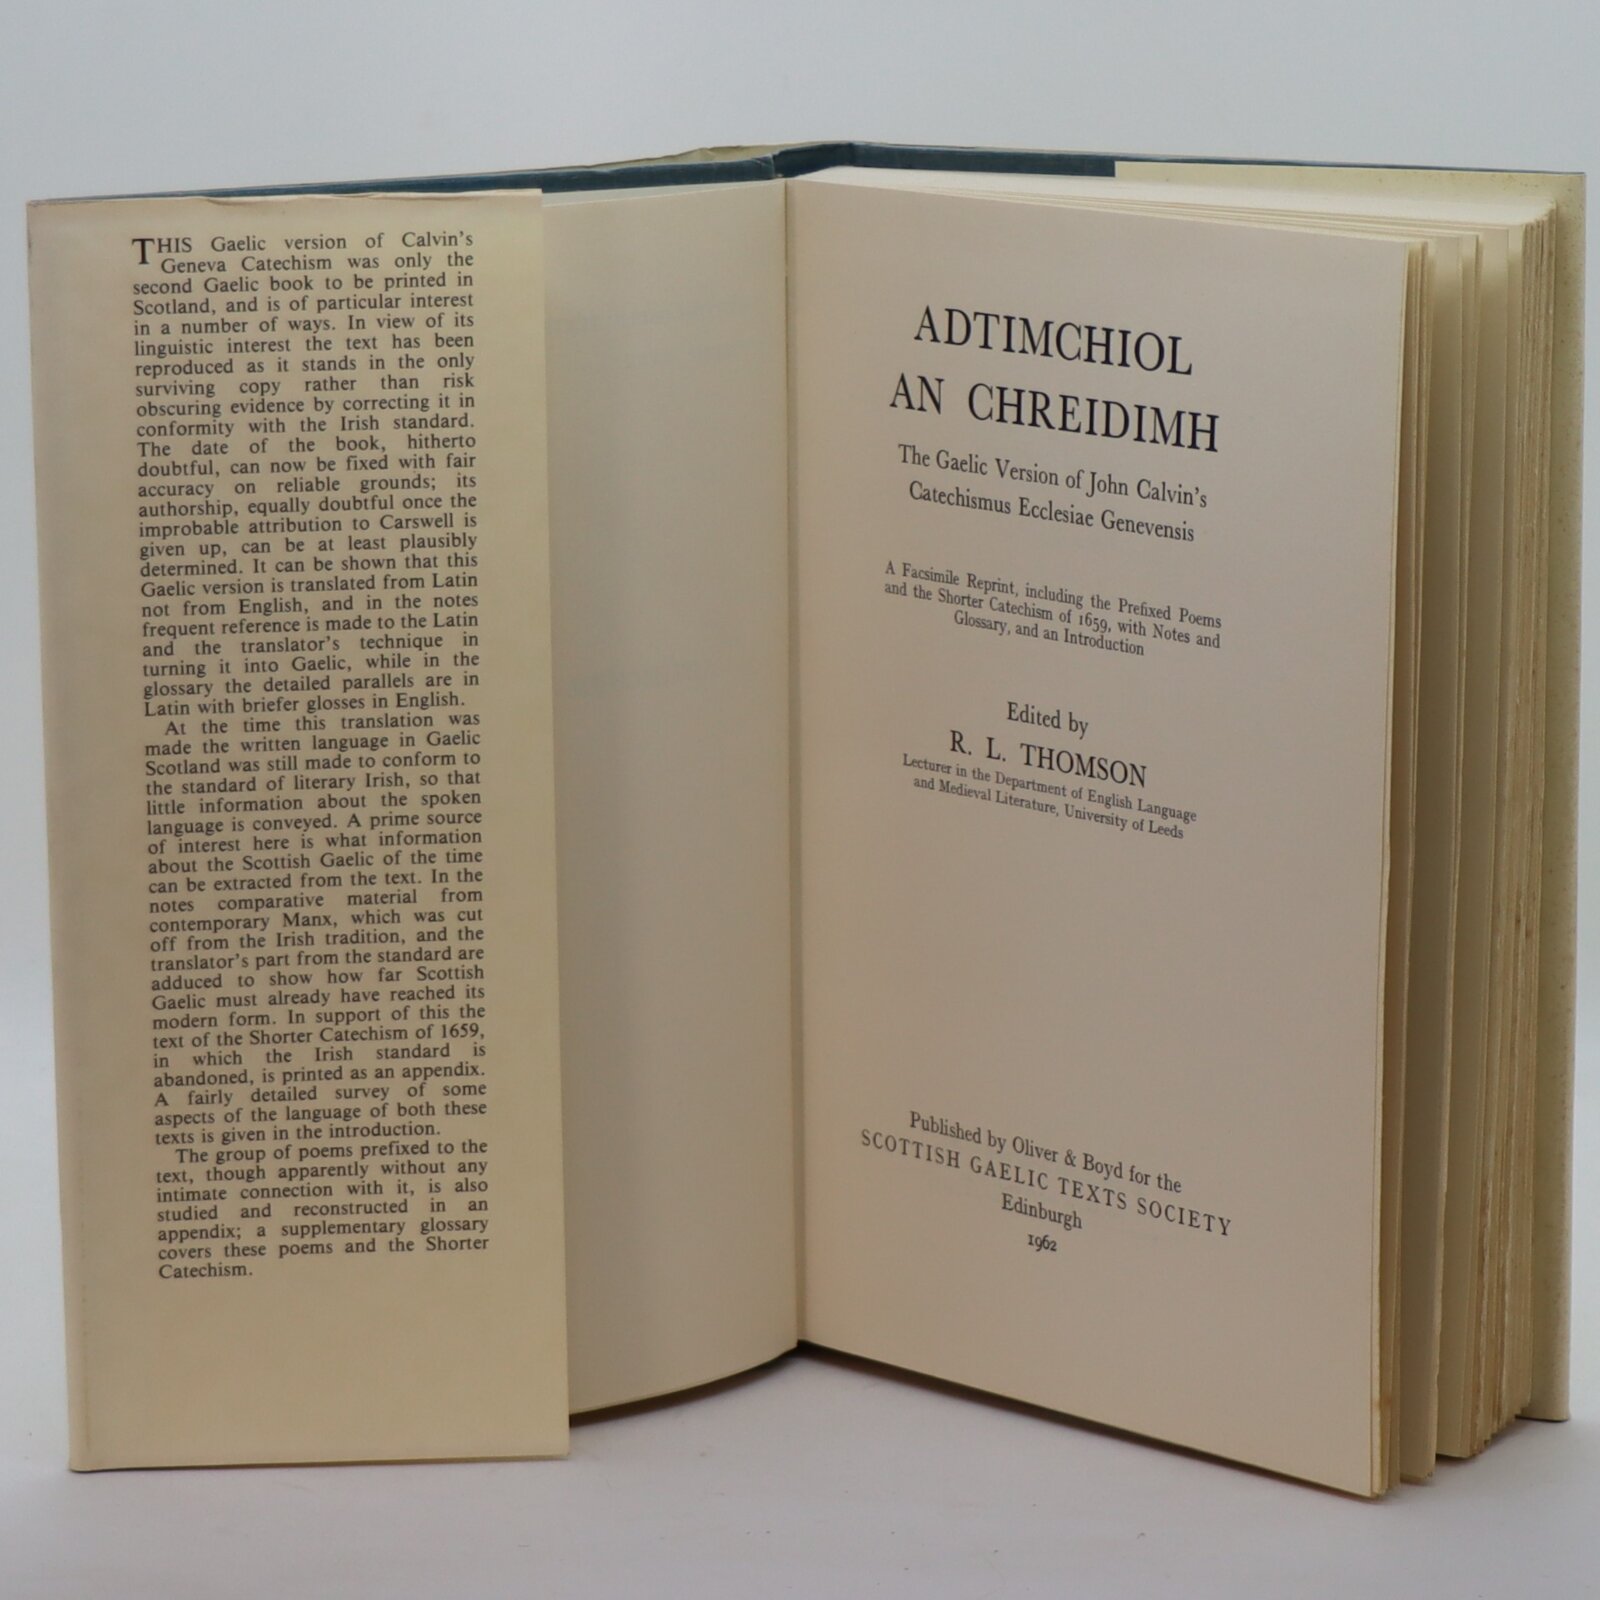 THIS Gaelic version of Calvin's
Geneva Catechism was only the
second Gaelic book to be printed in
Scotland, and is of particular interest
in a number of ways. In view of its
linguistic interest the text has been
reproduced as it stands in the only
surviving copy rather than risk
obscuring evidence by correcting it in
conformity with the Irish standard.
The date of the book, hitherto
doubtful, can now be fixed with fair
accuracy on reliable grounds; its
authorship, equally doubtful once the
improbable attribution to Carswell is
given up, can be at least plausibly
determined. It can be shown that this
Gaelic version is translated from Latin
not from English, and in the notes
frequent reference is made to the Latin
and the translator's technique in
turning it into Gaelic, while in the
glossary the detailed parallels are in
Latin with briefer glosses in English.
At the time this translation was
made the written language in Gaelic
Scotland was still made to conform to
the standard of literary Irish, so that
little information about the spoken
language is conveyed. A prime source
of interest here is what information
about the Scottish Gaelic of the time
can be extracted from the text. In the
notes comparative material from
contemporary Manx, which was cut
off from the Irish tradition, and the
translator's part from the standard are
adduced to show how far Scottish
Gaelic must already have reached its
modern form. In support of this the
text of the Shorter Catechism of 1659,
in which the Irish standard is
abandoned, is printed as an appendix.
A fairly detailed survey of some
aspects of the language of both these
texts is given in the introduction.
The group of poems prefixed to the
text, though apparently without any
intimate connection with it, is also
studied and reconstructed in an
appendix; a supplementary glossary
covers these poems and the Shorter
Catechism.
ADTIMCHIOL
AN CHREIDIMH
The Gaelic Version of John Calvin's
Catechismus Ecclesiae Genevensis
A Facsimile Reprint, including the Prefixed Poems
and the Shorter Catechism of 1659, with Notes and
Glossary, and an Introduction
Edited by
R. L. THOMSON
Lecturer in the Department of English Language
and Medieval Literature, University of Leeds
Published by Oliver & Boyd for the
SCOTTISH GAELIC TEXTS SOCIETY
Edinburgh
1962